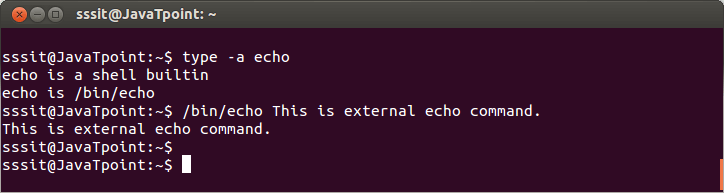 sssit@JavaTpoint: ~
sssit@JavaTpoint:~$ type -a echo
echo is a shell builtin
echo is /bin/echo
sssit@JavaTpoint:~$ /bin/echo This is external echo command.
This is external echo command.
sssit@JavaTpoint:~$
sssit@JavaTpoint:~$